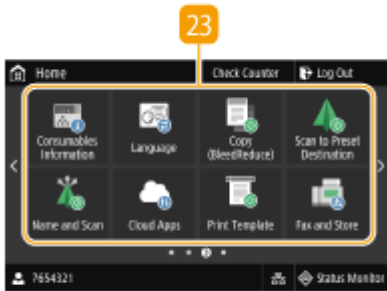 23
Home Check Counter Log Out
Consumables Information
Language
Copy (BleedReduce)
Scan to Preset Destination
Name and Scan
Cloud Apps
Print Template
Fax and Store
7654321 Status Monitor